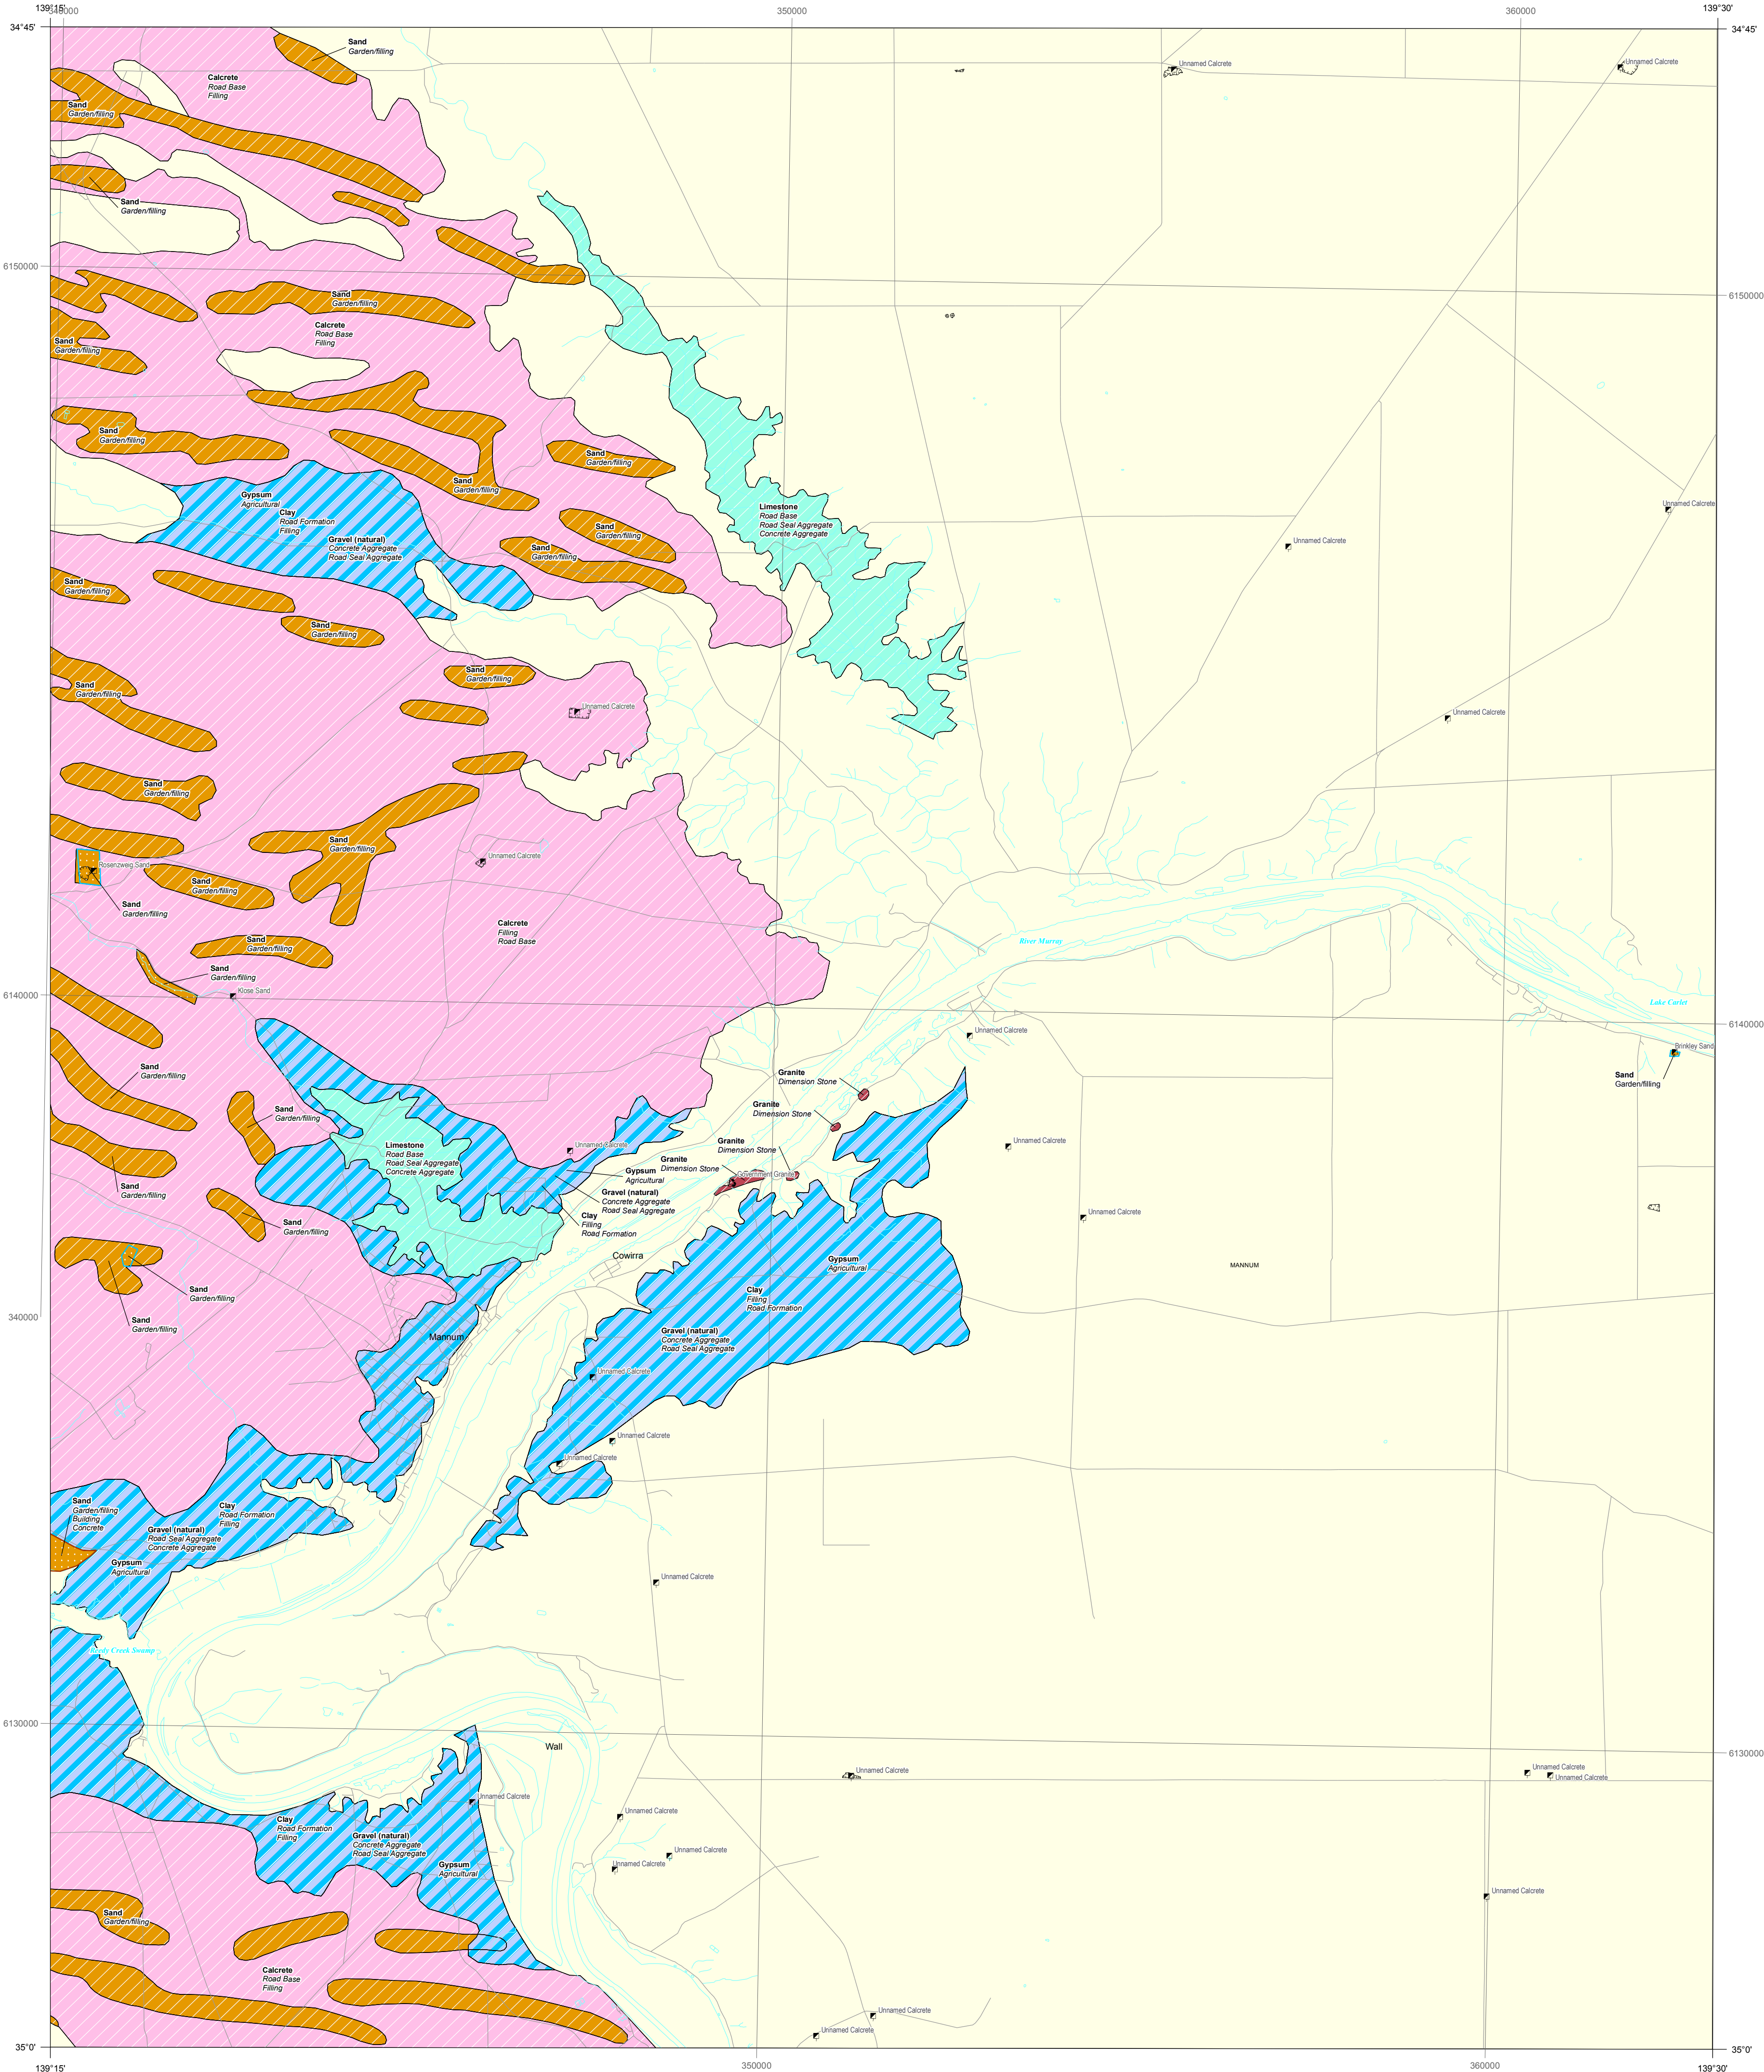 139°15'
340000
350000
360000
139°30'
34°45'
34°45'
Sand
Garden/filling
Unnamed Calcrete
Unnamed Calcrete
Calcrete
Road Base
Filling
Sand
Garden/filling
Sand
Garden/filling
6150000
6150000
Sand
Garden/filling
Calcrete
Road Base
Filling
Sand
Garden/filling
Sand
Garden/filling
Sand
Garden/filling
Sand
Garden/filling
Gypsum
Agricultural
Clay
Road Formation
Filling
Gravel (natural)
Concrete Aggregate
Road Seal Aggregate
Limestone
Road Base
Road Seal Aggregate
Concrete Aggregate
Unnamed Calcrete
Sand
Garden/filling
Sand
Garden/filling
Unnamed Calcrete
Sand
Garden/filling
Sand
Garden/filling
Sand
Garden/filling
Sand
Garden/filling
Unnamed Calcrete
Unnamed Calcrete
Sand
Garden/filling
Sand
Garden/filling
Unnamed Calcrete
Rosenzweig Sand
Sand
Garden/filling
Sand
Garden/filling
Calcrete
Filling
Road Base
Sand
Garden/filling
River Murray
Sand
Garden/filling
Klose Sand
6140000
Lake Carlet
6140000
Unnamed Calcrete
Brinkley Sand
Sand
Garden/filling
Sand
Garden/filling
Granite
Dimension Stone
Granite
Dimension Stone
Sand
Garden/filling
Granite
Dimension Stone
Unnamed Calcrete
Limestone
Road Base
Road Seal Aggregate
Concrete Aggregate
Unnamed Calcrete
Granite
Dimension Stone
Government Granite
Gypsum
Agricultural
Sand
Garden/filling
Gravel (natural)
Concrete Aggregate
Road Seal Aggregate
Clay
Filling
Road Formation
Unnamed Calcrete
Sand
Garden/filling
Cowirra
Gypsum
Agricultural
MANNUM
Sand
Garden/filling
Clay
Filling
Road Formation
Sand
Garden/filling
340000
Mannum
Gravel (natural)
Concrete Aggregate
Road Seal Aggregate
Unnamed Calcrete
Unnamed Calcrete
Unnamed Calcrete
Sand
Garden/filling
Building
Concrete
Clay
Road Formation
Filling
Gravel (natural)
Road Seal Aggregate
Concrete Aggregate
Gypsum
Agricultural
Unnamed Calcrete
Reedy Creek Swamp
6130000
Wall
6130000
Unnamed Calcrete
Unnamed Calcrete
Unnamed Calcrete
Unnamed Calcrete
Unnamed Calcrete
Clay
Road Formation
Filling
Gravel (natural)
Concrete Aggregate
Road Seal Aggregate
Unnamed Calcrete
Unnamed Calcrete
Gypsum
Agricultural
Unnamed Calcrete
Sand
Garden/filling
Calcrete
Road Base
Filling
Unnamed Calcrete
Unnamed Calcrete
35°0'
35°0'
139°15'
350000
360000
139°30'